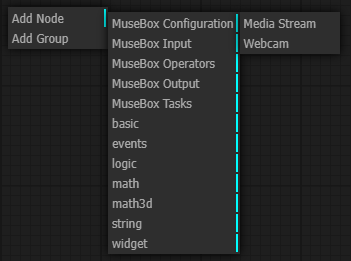 Add Node
Add Group
MuseBox Configuration
MuseBox Input
MuseBox Operators
MuseBox Output
MuseBox Tasks
basic
events
logic
math
math3d
string
widget
Media Stream
Webcam